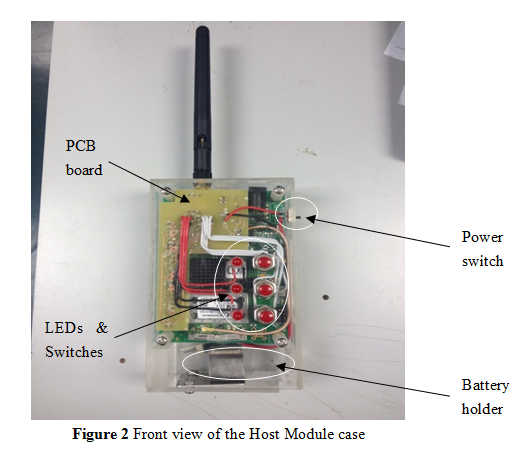 PCB
board
Power
switch
LEDs & 
Switches
Battery
holder
Figure 2 Front view of the Host Module case